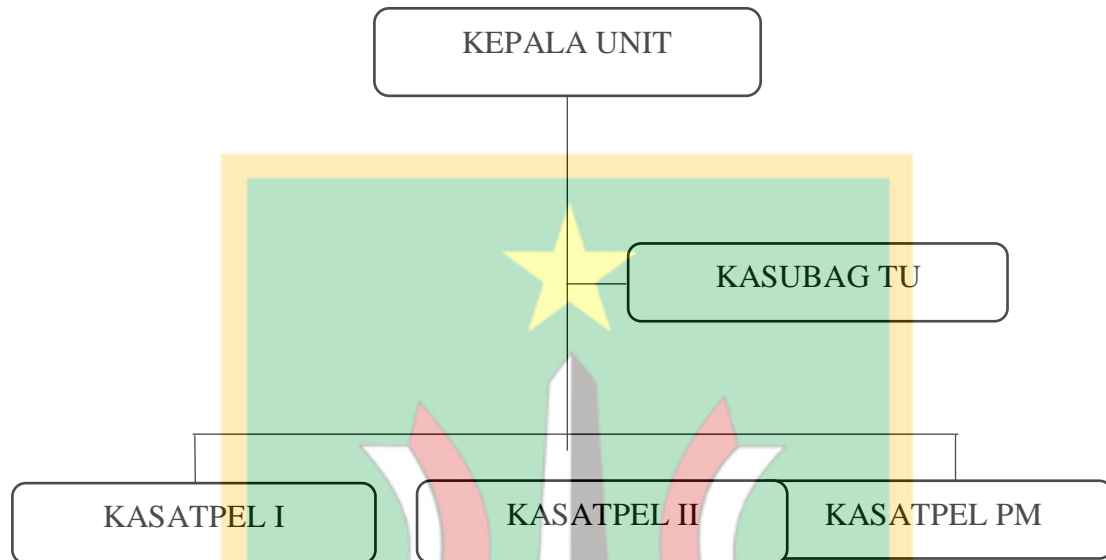 KEPALA UNIT
KASUBAG TU
KASATPEL I
KASATPEL II
KASATPEL PM